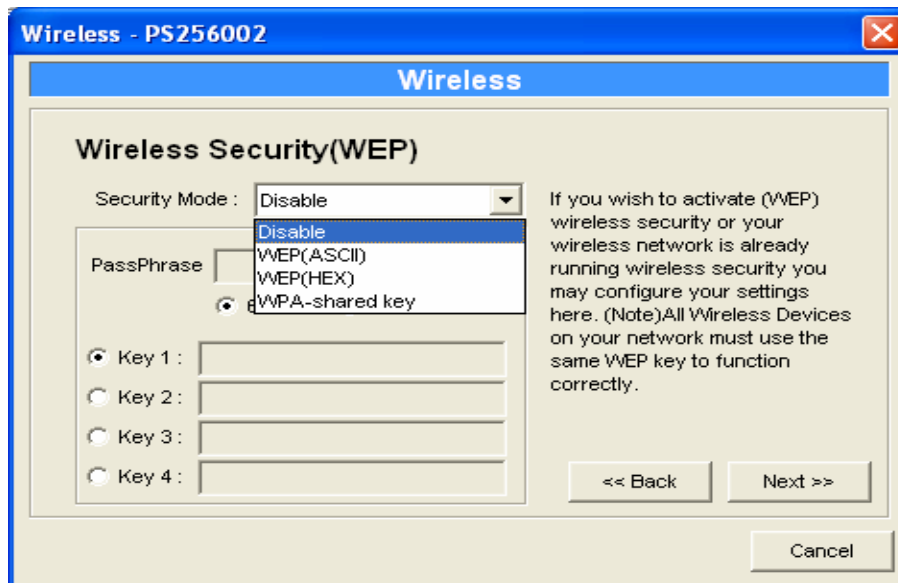 Wireless - PS256002
Wireless
Wireless Security(WEP)
Security Mode :
Disable
Disable
WEP(ASCII)
WEP(HEX)
WPA-shared key
PassPhrase
Key 1 :
Key 2 :
Key 3 :
Key 4 :
If you wish to activate (WEP)
wireless security or your
wireless network is already
running wireless security you
may configure your settings
here. (Note)All Wireless Devices
on your network must use the
same WEP key to function
correctly.
<< Back
Next >>
Cancel